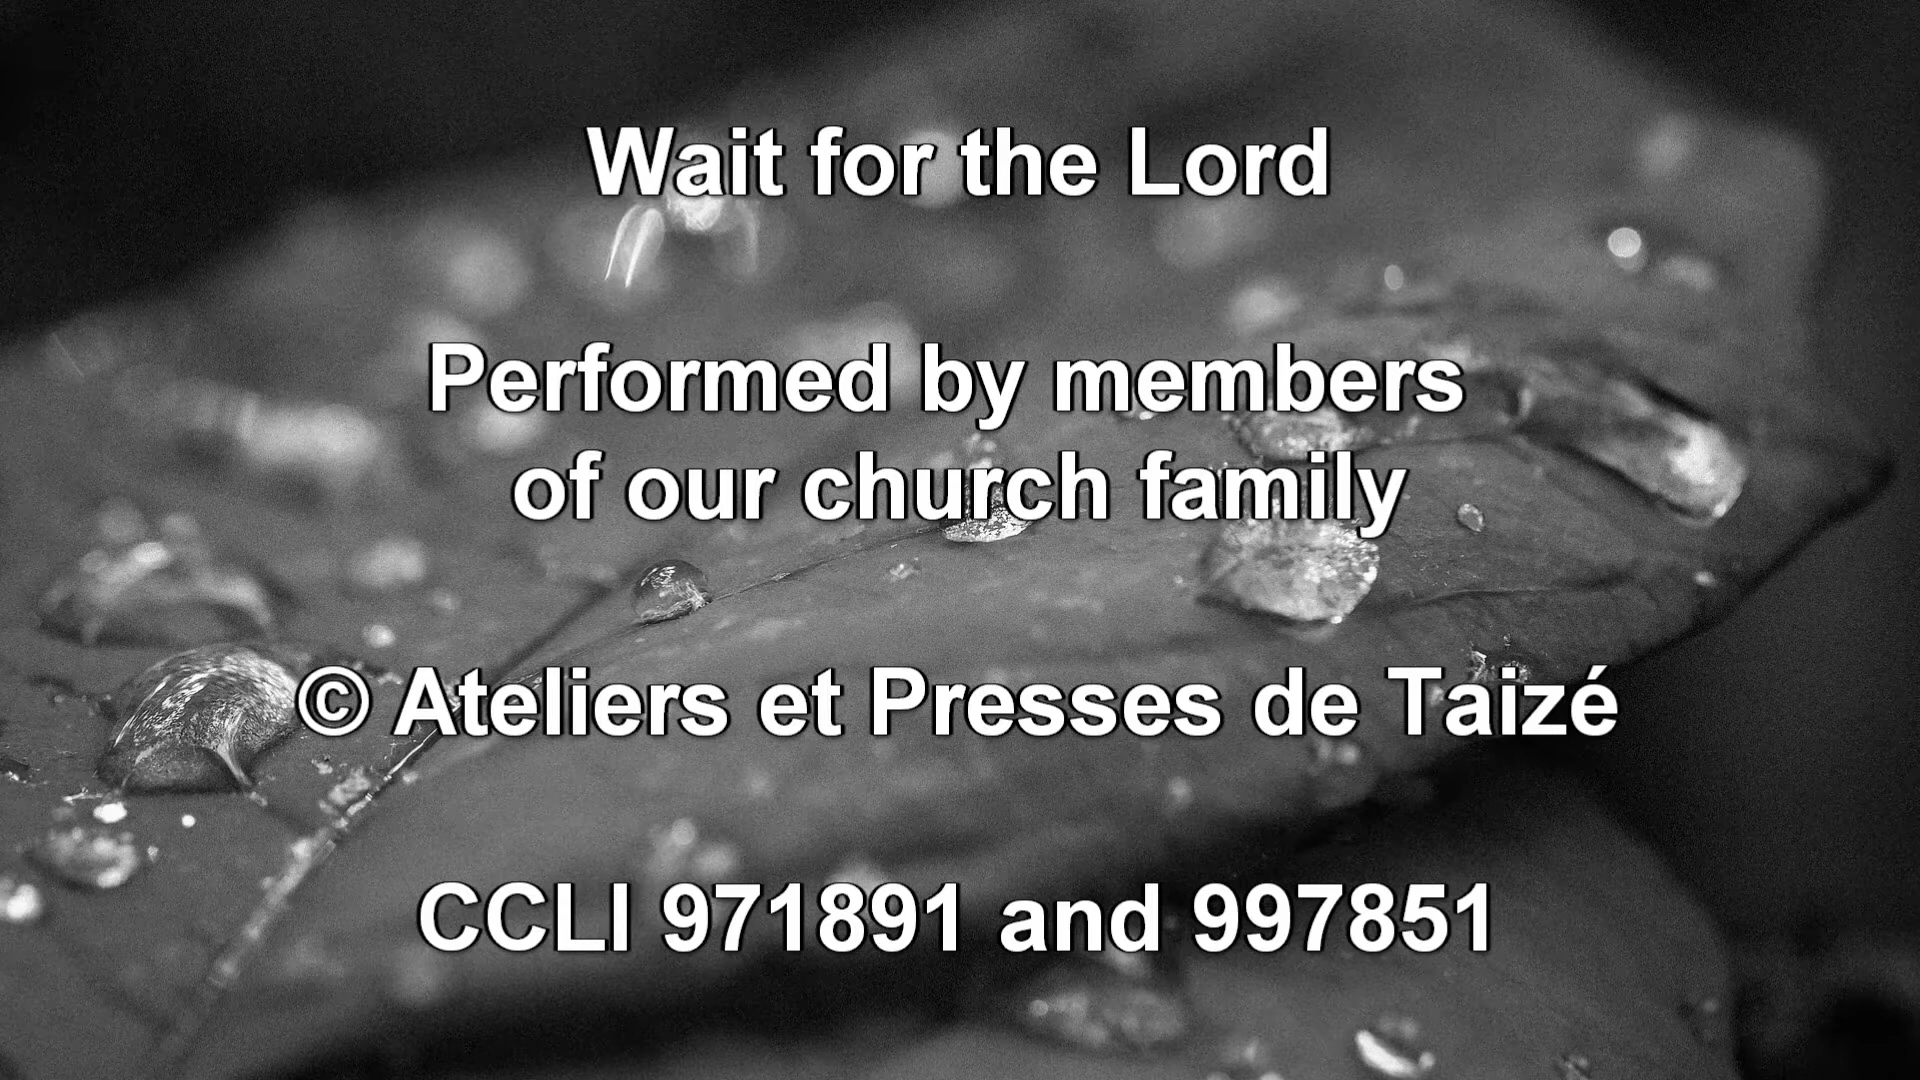 Wait for the Lord
Performed by members
of our church family
© Ateliers et Presses de Taizé
CCLI 971891 and 997851